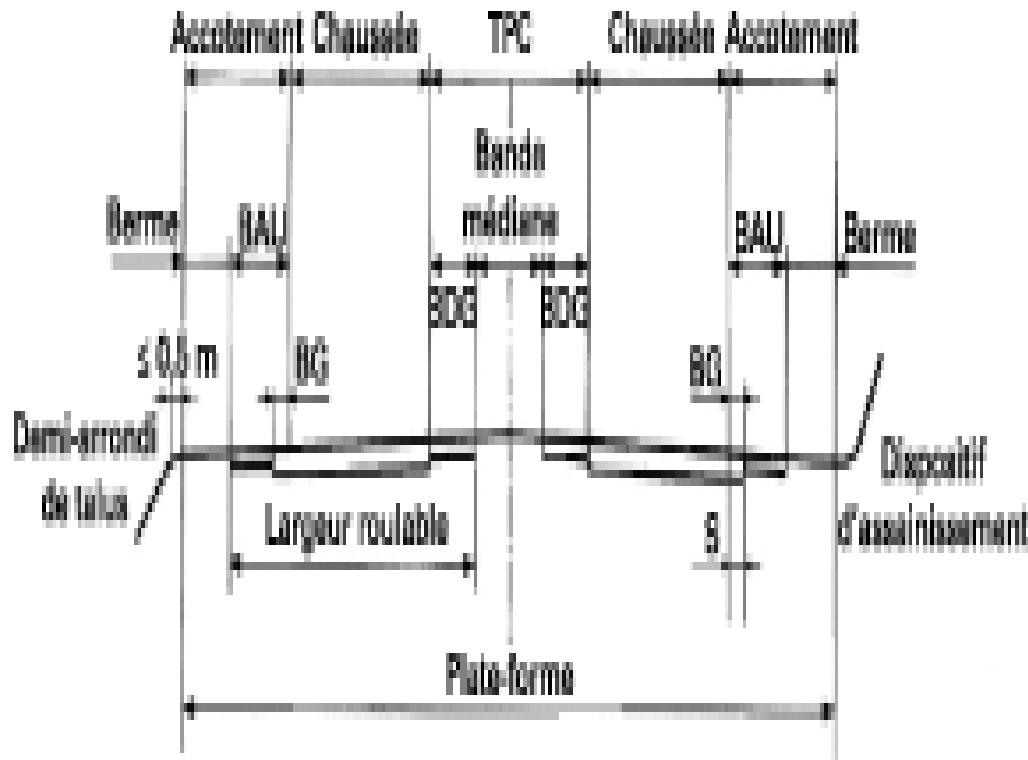 Accotement Chaussée TPC Chaussée Accotement
Bande
médiane
Berme BAU BAU Berme
BDG BDG
≤ 0,5 m BG BG
Demi-arrondi
de talus
Dispositif
d'assainissement
Largeur roulable
S
Plate-forme